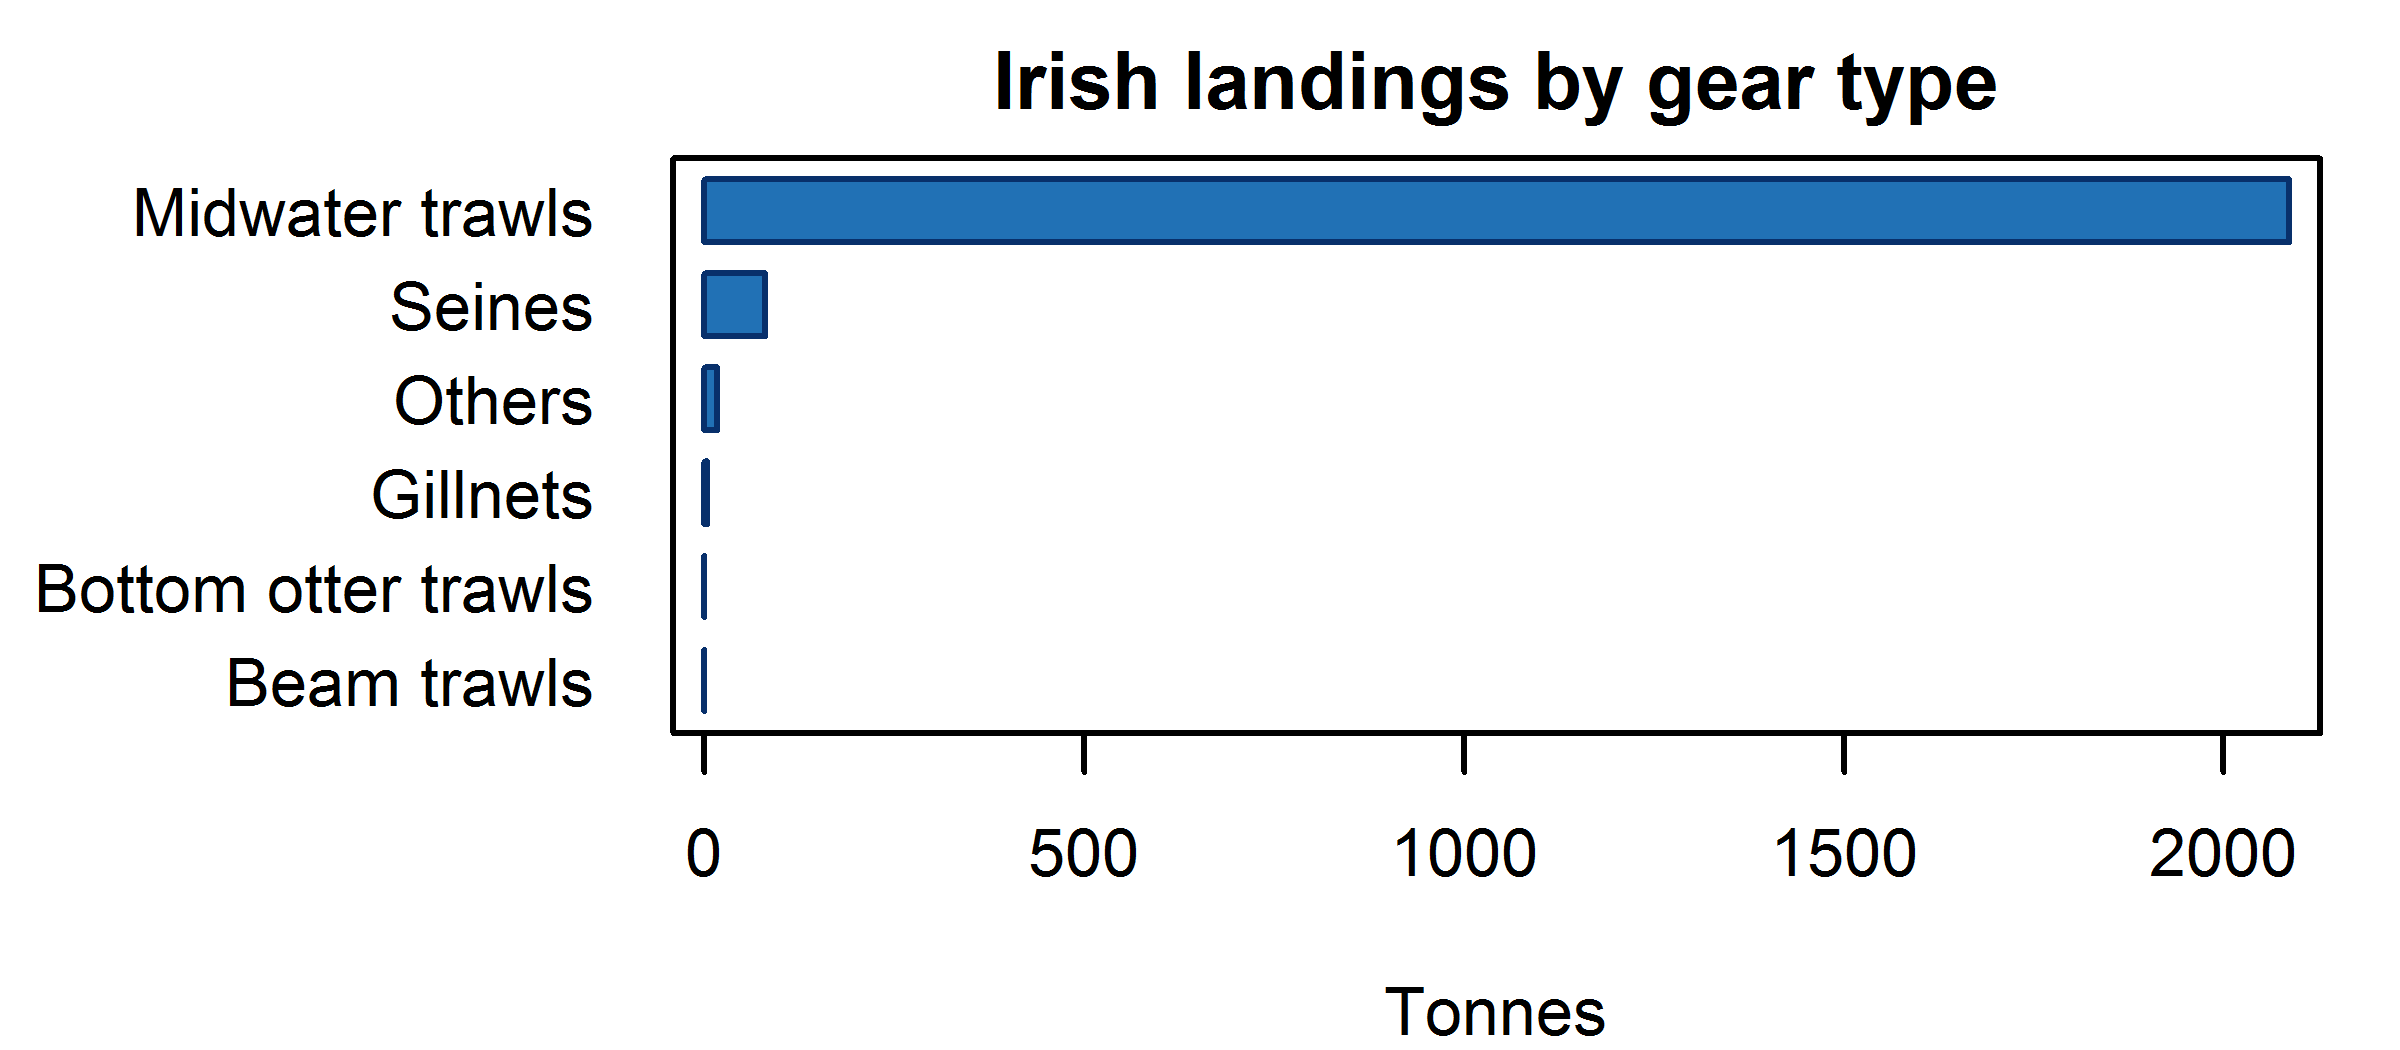 Irish landings by gear type
Midwater trawls
Seines
Others
Gillnets
Bottom otter trawls
Beam trawls
0 500 1000 1500 2000
Tonnes